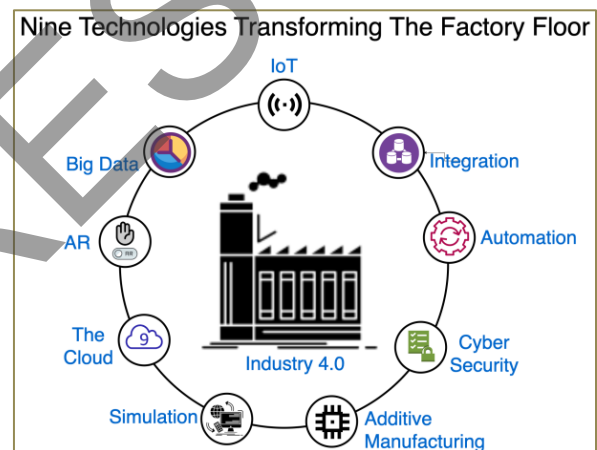 Nine Technologies Transforming The Factory Floor
IoT
Integration
Automation
Cyber
Security
Additive
Manufacturing
Simulation
The
Cloud
9
AR
Big Data
Industry 4.0